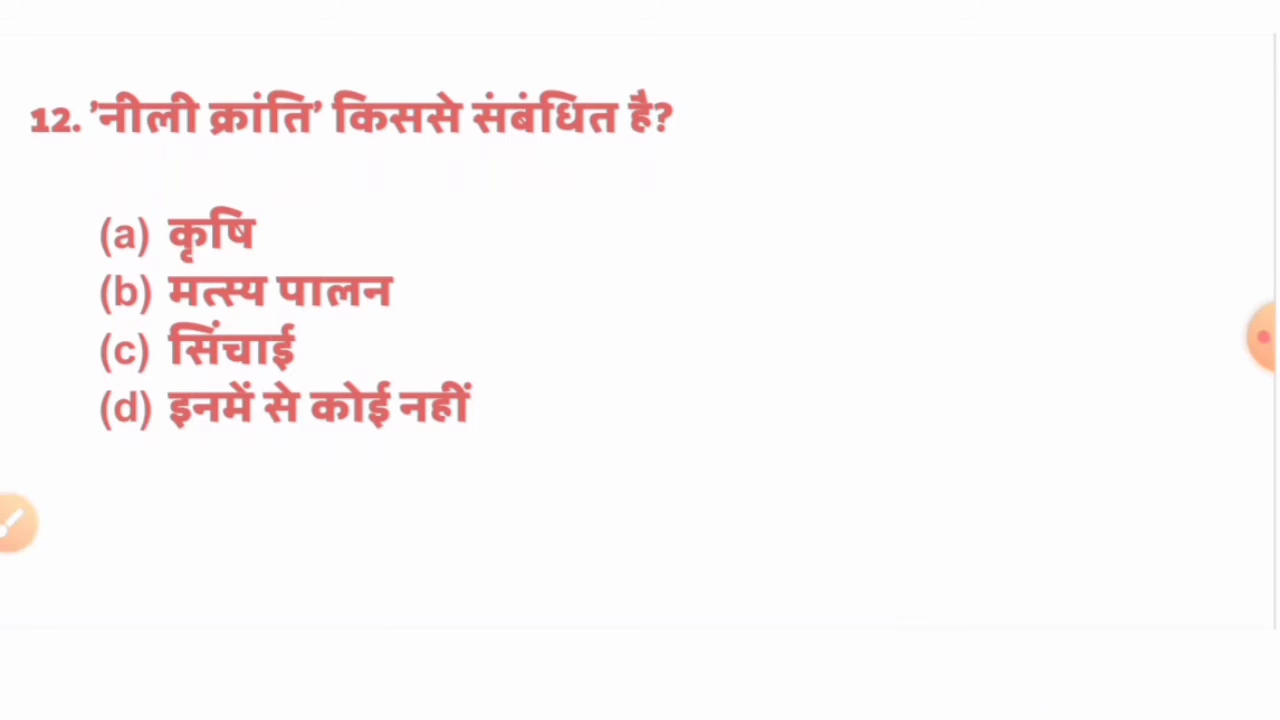 12. ’नीली क्रांति’ किससे संबंधित है?
(a) कृषि
(b) मत्स्य पालन
(c) सिंचाई
(d) इनमें से कोई नहीं